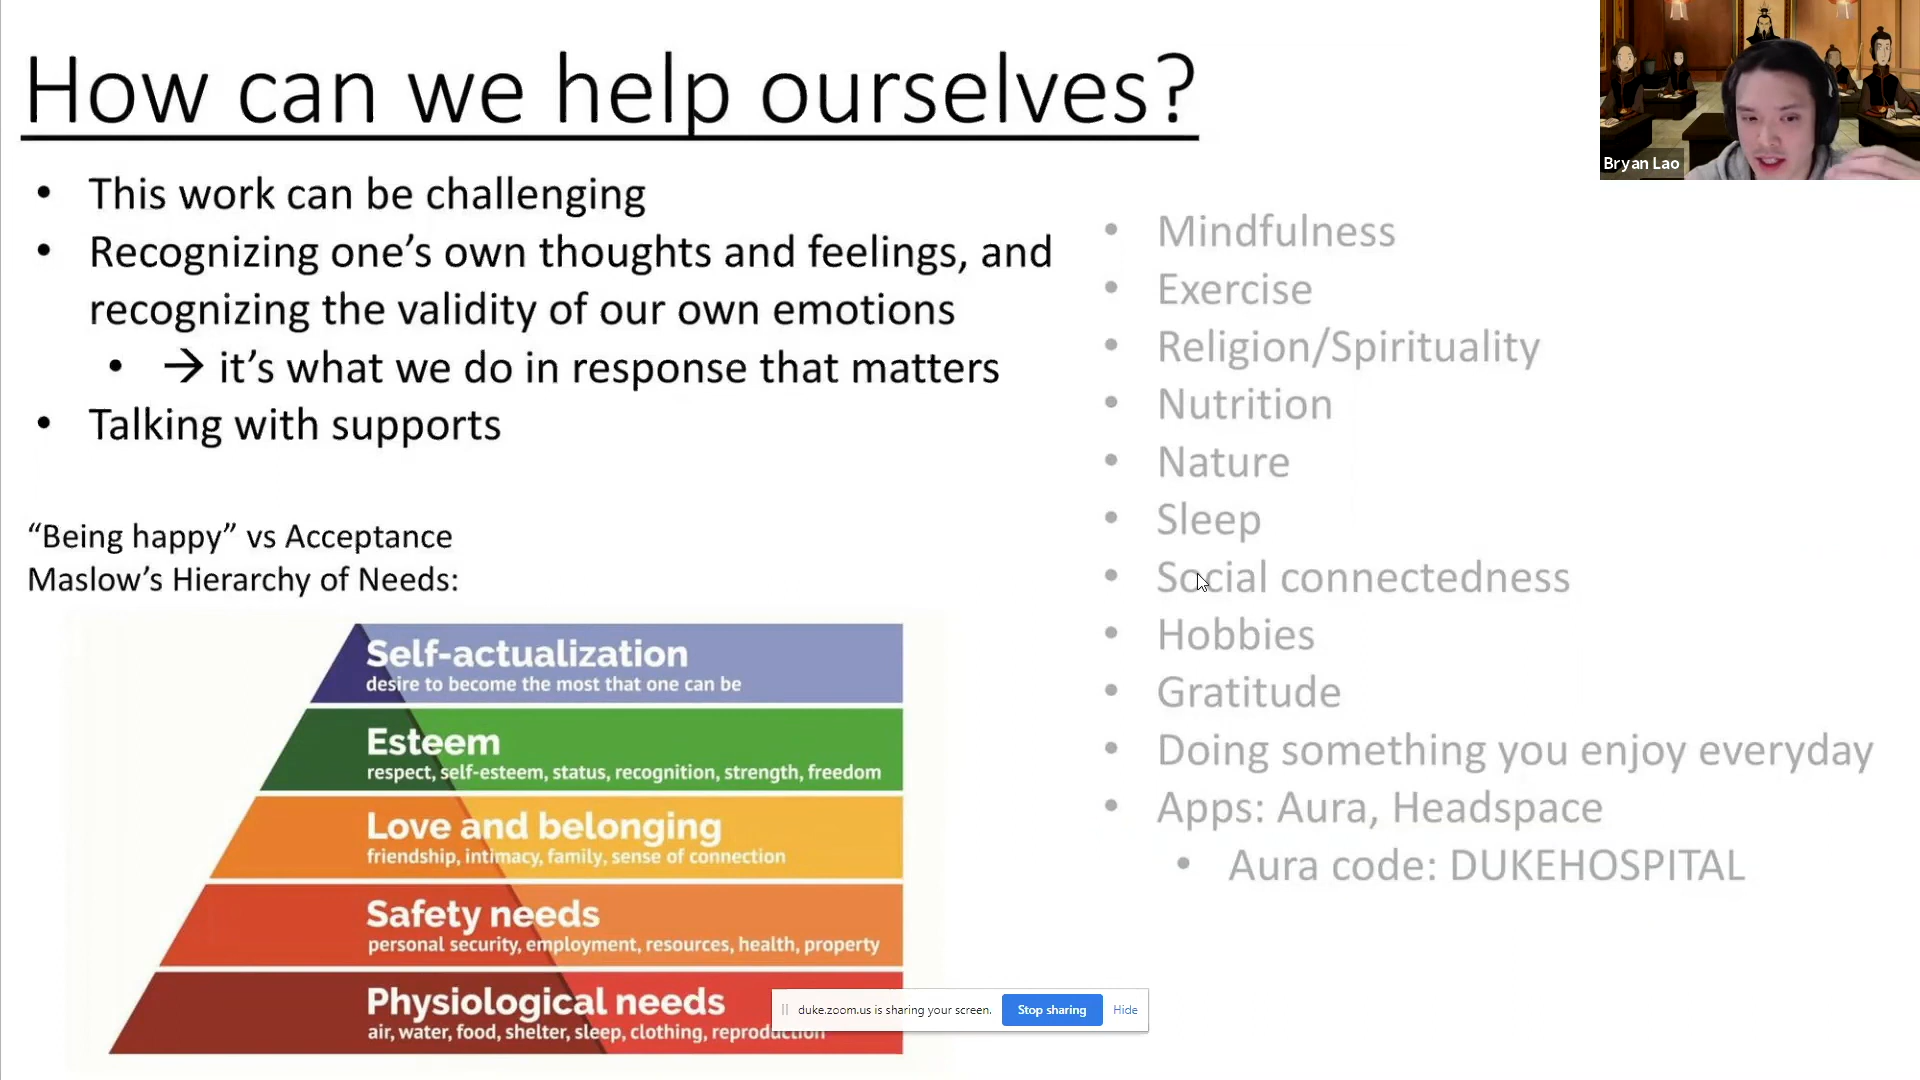 How can we help ourselves?
• This work can be challenging
• Recognizing one’s own thoughts and feelings, and
recognizing the validity of our own emotions
• → it’s what we do in response that matters
• Talking with supports
“Being happy” vs Acceptance
Maslow’s Hierarchy of Needs:
Self-actualization
desire to become the most that one can be
Esteem
respect, self-esteem, status, recognition, strength, freedom
Love and belonging
friendship, intimacy, family, sense of connection
Safety needs
personal security, employment, resources, health, property
Physiological needs
air, water, food, shelter, sleep, clothing, reproduction
• Mindfulness
• Exercise
• Religion/Spirituality
• Nutrition
• Nature
• Sleep
• Social connectedness
• Hobbies
• Gratitude
• Doing something you enjoy everyday
• Apps: Aura, Headspace
• Aura code: DUKEHOSPITAL
Bryan Lao
duke.zoom.us is sharing your screen. Stop sharing Hide